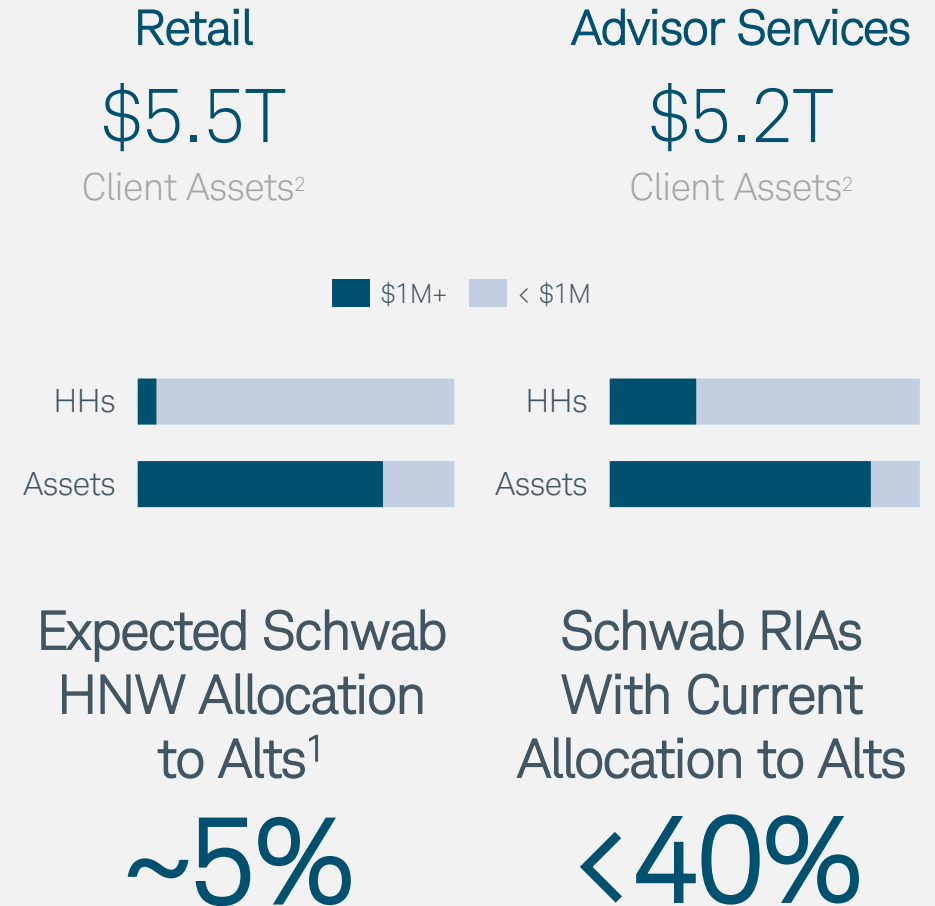 Retail
$5.5T
Client Assets2
Advisor Services
$5.2T
Client Assets2
$1M+
< $1M
HHs
Assets
HHs
Assets
Expected Schwab
HNW Allocation
to Alts1
~5%
Schwab RIAs
With Current
Allocation to Alts
<40%